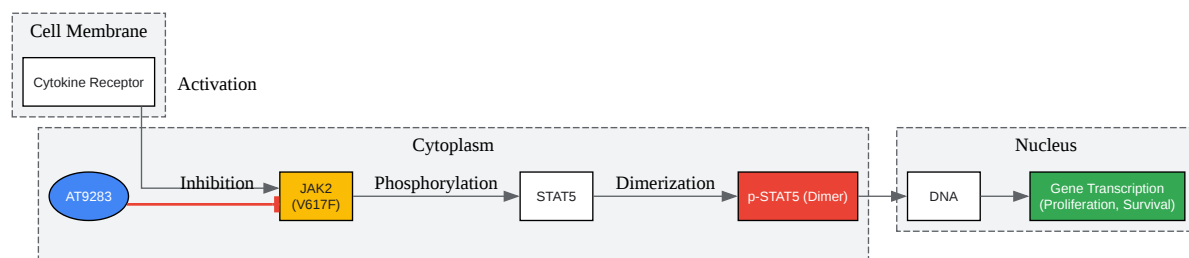 Cell Membrane
Cytokine Receptor
Activation
Cytoplasm
Nucleus
AT9283
Inhibition
JAK2
(V617F)
Phosphorylation
STAT5
Dimerization
p-STAT5 (Dimer)
DNA
Gene Transcription
(Proliferation, Survival)